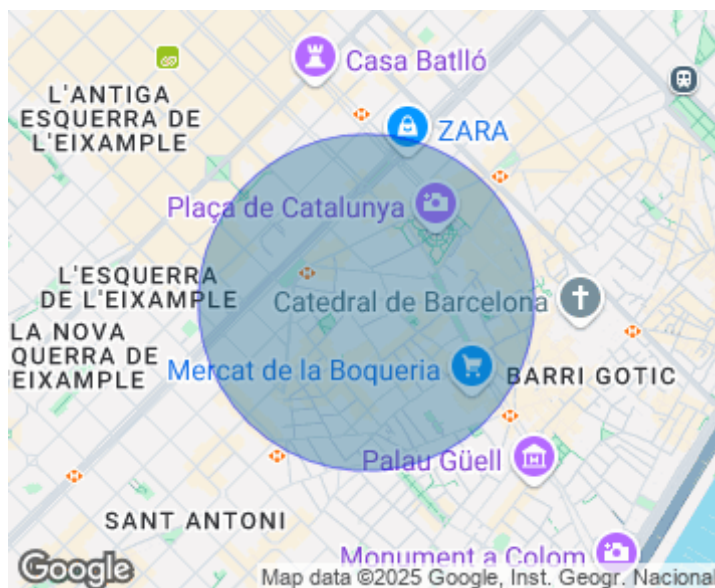 Casa Batlló
L'ANTIGA
ESQUERRA DE
L'EIXAMPLE
ZARA
Plaça de Catalunya
L'ESQUERRA
DE L'EIXAMPLE
Catedral de Barcelona
LA NOVA
QUERRA DE
'EIXAMPLE
Mercat de la Boqueria
BARRI GOTIC
Palau Güell
SANT ANTONI
Monument a Colom
Google
Map data ©2025 Google, Inst. Geogr. Nacional